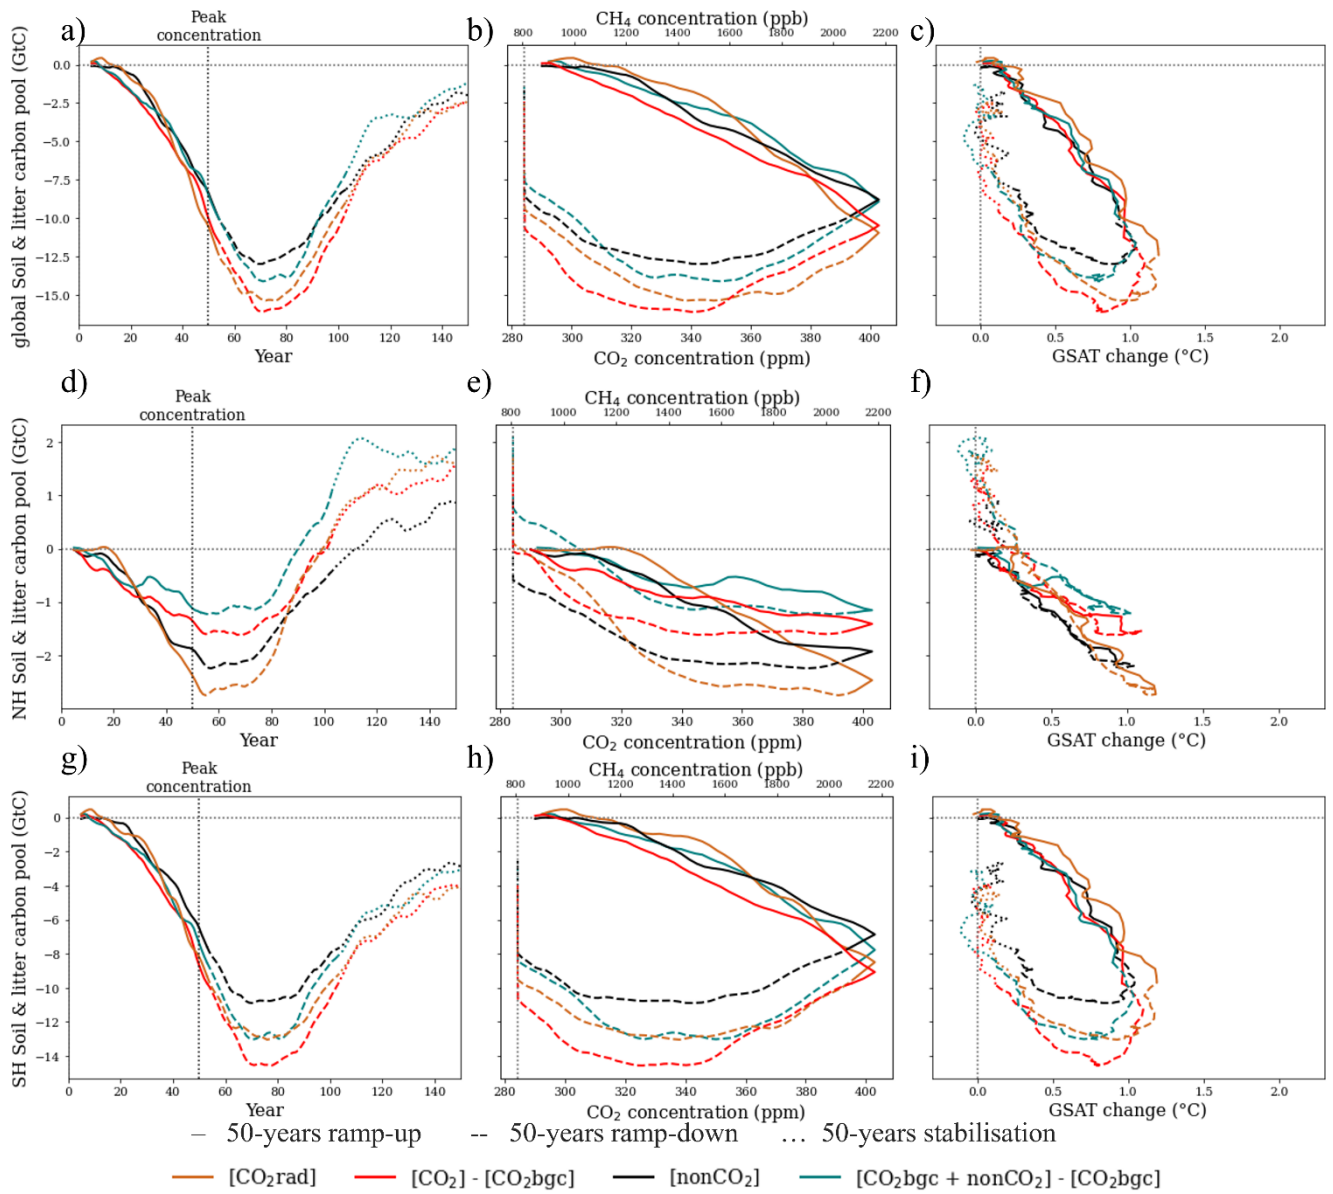 a)
Peak
concentration
global Soil & litter carbon pool (GtC)
0.0
−2.5
−5.0
−7.5
−10.0
−12.5
−15.0
0 20 40 60 80 100 120 140
Year
b)
CH4 concentration (ppb)
800 1000 1200 1400 1600 1800 2000 2200
280 300 320 340 360 380 400
CO2 concentration (ppm)
c)
0.0 0.5 1.0 1.5 2.0
GSAT change (°C)
d)
Peak
concentration
NH Soil & litter carbon pool (GtC)
2
1
0
−1
−2
0 20 40 60 80 100 120 140
Year
e)
CH4 concentration (ppb)
800 1000 1200 1400 1600 1800 2000 2200
280 300 320 340 360 380 400
CO2 concentration (ppm)
f)
0.0 0.5 1.0 1.5 2.0
GSAT change (°C)
g)
Peak
concentration
SH Soil & litter carbon pool (GtC)
0
−2
−4
−6
−8
−10
−12
−14
0 20 40 60 80 100 120 140
Year
h)
CH4 concentration (ppb)
800 1000 1200 1400 1600 1800 2000 2200
280 300 320 340 360 380 400
CO2 concentration (ppm)
i)
0.0 0.5 1.0 1.5 2.0
GSAT change (°C)
– 50-years ramp-up -- 50-years ramp-down … 50-years stabilisation
[CO2rad] [CO2] - [CO2bgc] [nonCO2] [CO2bgc + nonCO2] - [CO2bgc]